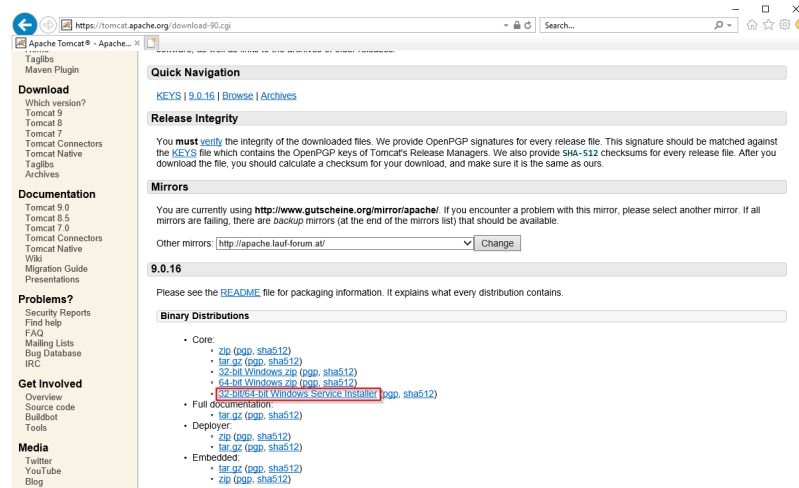 https://tomcat.apache.org/download-90.cgi
Search...
Apache Tomcat® - Apache...
Taglibs
Maven Plugin
Download
Which version?
Tomcat 9
Tomcat 8
Tomcat 7
Tomcat Connectors
Tomcat Native
Taglibs
Archives
Documentation
Tomcat 9.0
Tomcat 8.5
Tomcat 7.0
Tomcat Connectors
Tomcat Native
Wiki
Migration Guide
Presentations
Problems?
Security Reports
Find help
FAQ
Mailing Lists
Bug Database
IRC
Get Involved
Overview
Source code
Buildbot
Tools
Media
Twitter
YouTube
Blog
Quick Navigation
KEYS | 9.0.16 | Browse | Archives
Release Integrity
You must verify the integrity of the downloaded files. We provide OpenPGP signatures for every release file. This signature should be matched against
the KEYS file which contains the OpenPGP keys of Tomcat's Release Managers. We also provide SHA-512 checksums for every release file. After you
download the file, you should calculate a checksum for your download, and make sure it is the same as ours.
Mirrors
You are currently using http://www.gutscheine.org/mirror/apache/. If you encounter a problem with this mirror, please select another mirror. If all
mirrors are failing, there are backup mirrors (at the end of the mirrors list) that should be available.
Other mirrors: http://apache.lauf-forum.at/ Change
9.0.16
Please see the README file for packaging information. It explains what every distribution contains.
Binary Distributions
• Core:
◦ zip (pgp, sha512)
◦ tar.gz (pgp, sha512)
◦ 32-bit Windows zip (pgp, sha512)
◦ 64-bit Windows zip (pgp, sha512)
◦ 32-bit/64-bit Windows Service Installer (pgp, sha512)
• Full documentation:
◦ tar.gz (pgp, sha512)
• Deployer:
◦ zip (pgp, sha512)
◦ tar.gz (pgp, sha512)
• Embedded:
◦ tar.gz (pgp, sha512)
◦ zip (pgp, sha512)